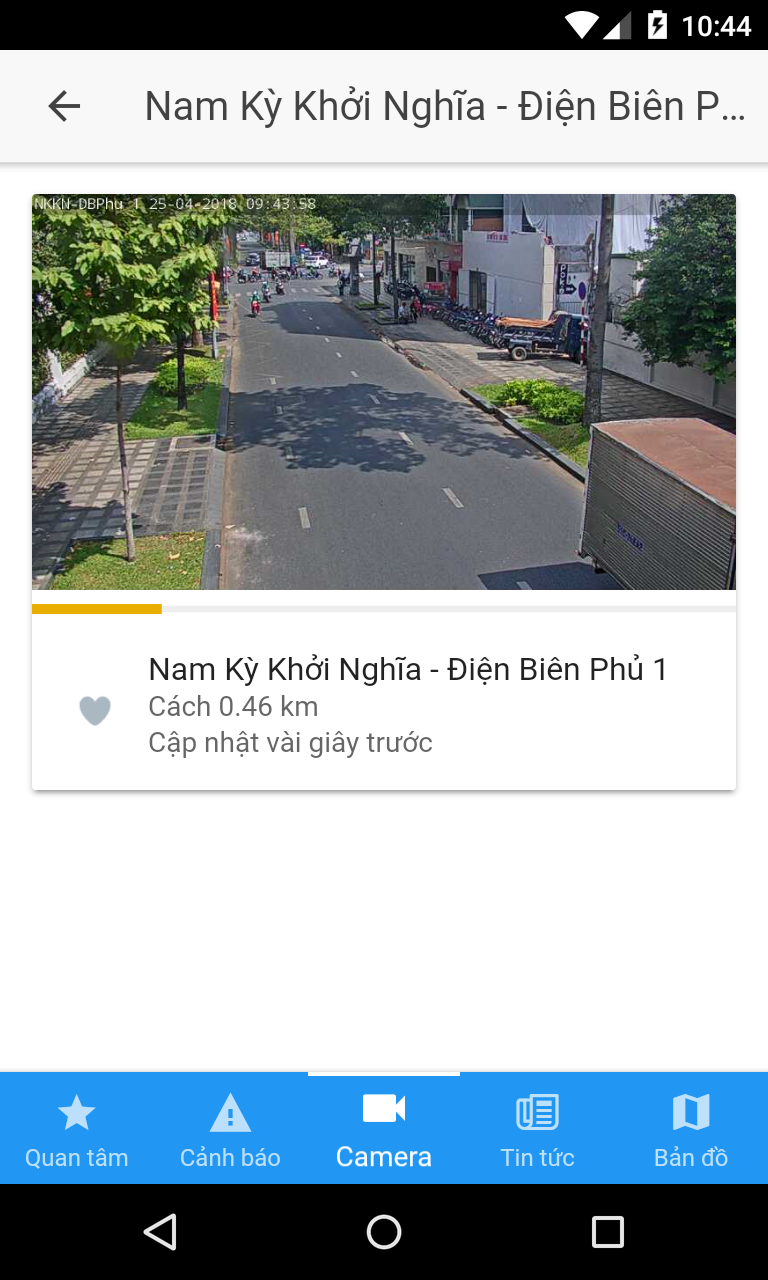 10:44
Nam Kỳ Khởi Nghĩa - Điện Biên P...
NKKN-DBPhu 1 25-04-2018 09:43:58
Nam Kỳ Khởi Nghĩa - Điện Biên Phủ 1
Cách 0.46 km
Cập nhật vài giây trước
Quan tâm
Cảnh báo
Camera
Tin tức
Bản đồ